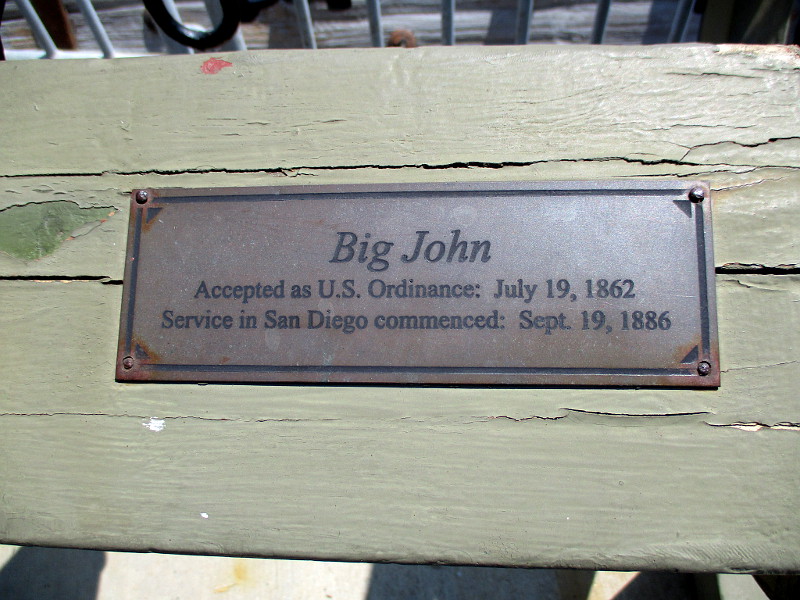 Big John
Accepted as U.S. Ordinance: July 19, 1862
Service in San Diego commenced: Sept. 19, 1886